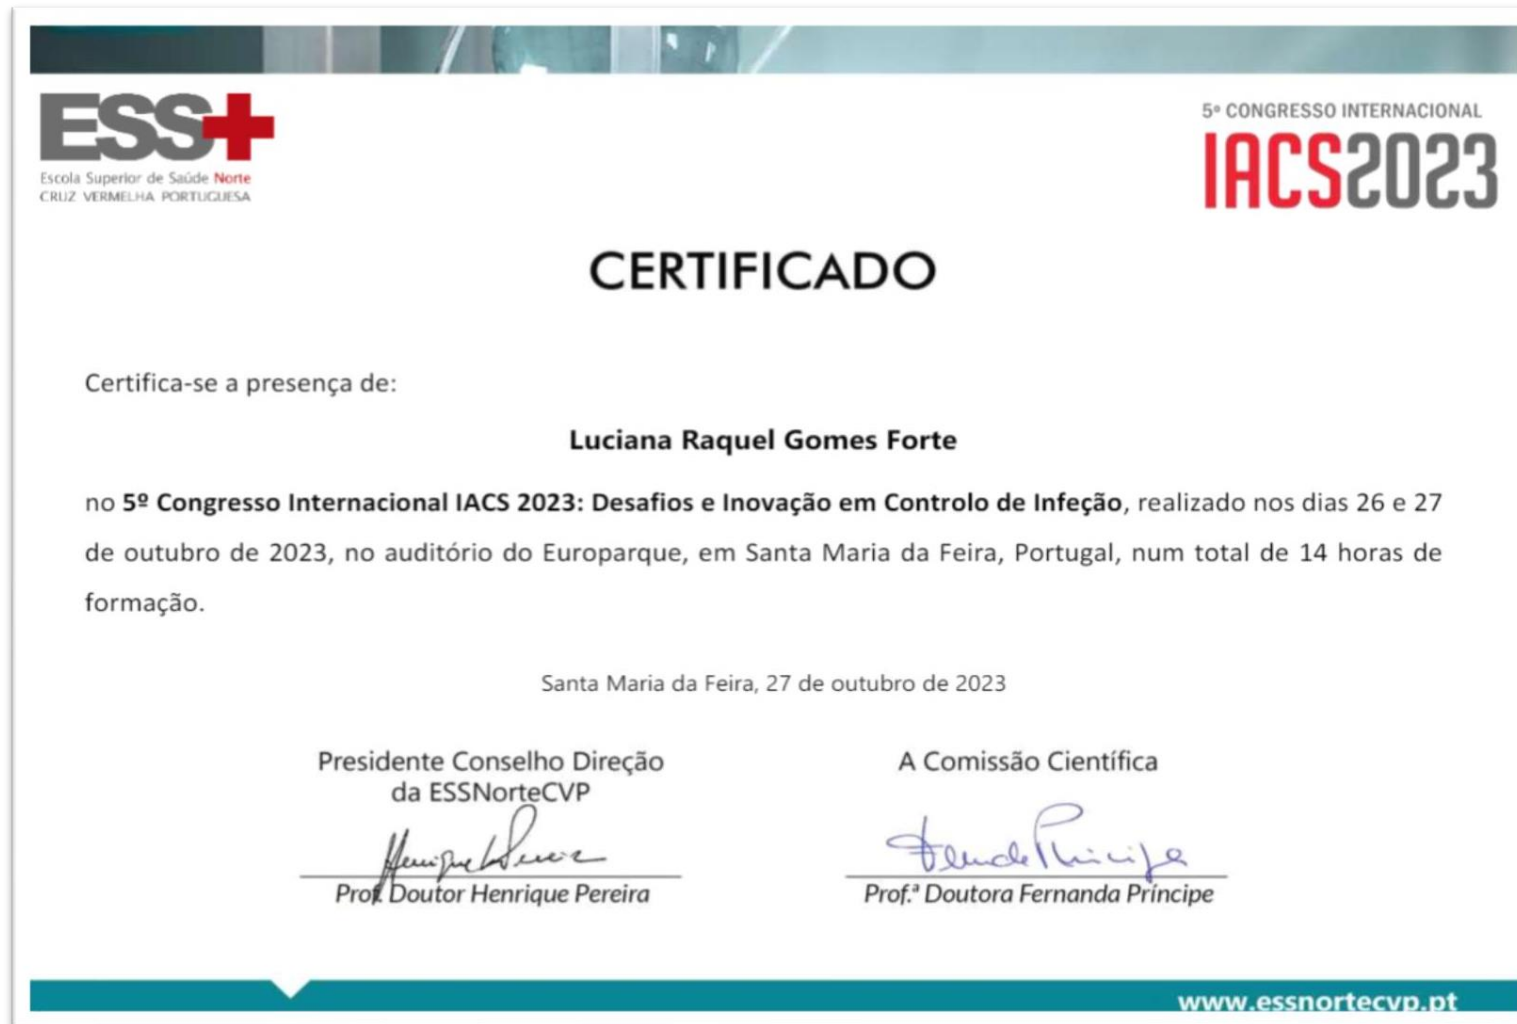 ESS+
Escola Superior de Saúde Norte
CRUZ VERMELHA PORTUGUESA
5º CONGRESSO INTERNACIONAL
IACS2023
CERTIFICADO
Certifica-se a presença de:
Luciana Raquel Gomes Forte
no 5º Congresso Internacional IACS 2023: Desafios e Inovação em Controlo de Infeção, realizado nos dias 26 e 27
de outubro de 2023, no auditório do Europarque, em Santa Maria da Feira, Portugal, num total de 14 horas de
formação.
Santa Maria da Feira, 27 de outubro de 2023
Presidente Conselho Direção
da ESSNorteCVP
Prof. Doutor Henrique Pereira
A Comissão Científica
Prof.ª Doutora Fernanda Príncipe
www.essnortecvp.pt